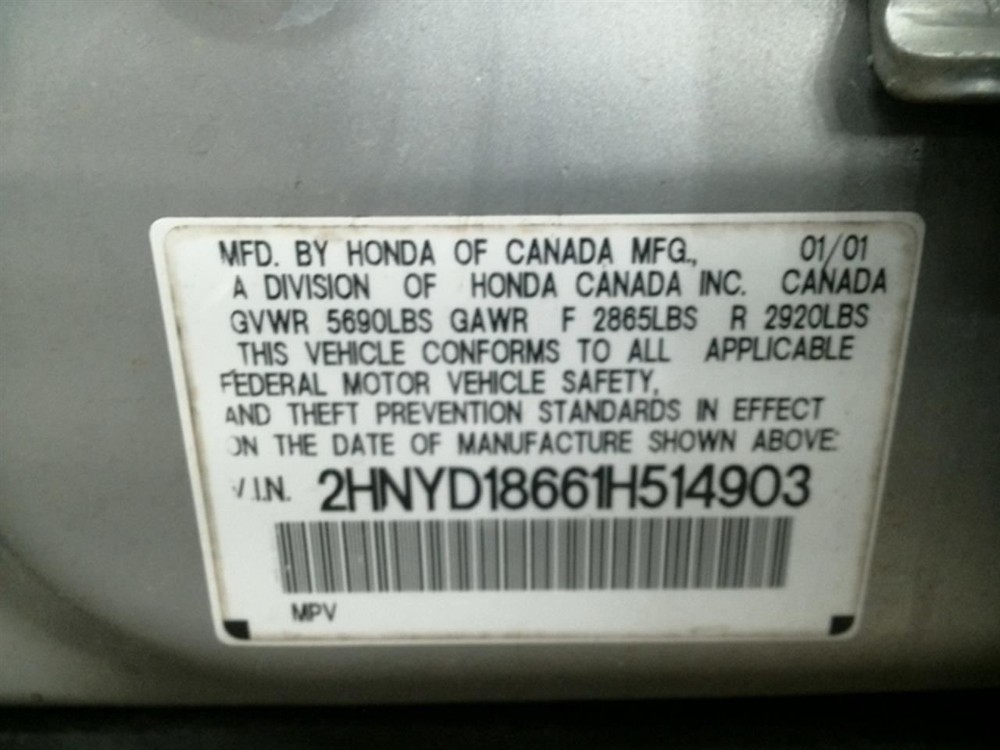 MFD. BY HONDA OF CANADA MFG., 01/01
A DIVISION OF HONDA CANADA INC. CANADA
GVWR 5690LBS GAWR F 2865LBS R 2920LBS
THIS VEHICLE CONFORMS TO ALL APPLICABLE
FEDERAL MOTOR VEHICLE SAFETY,
AND THEFT PREVENTION STANDARDS IN EFFECT
ON THE DATE OF MANUFACTURE SHOWN ABOVE:
V.I.N. 2HNYD18661H514903
MPV